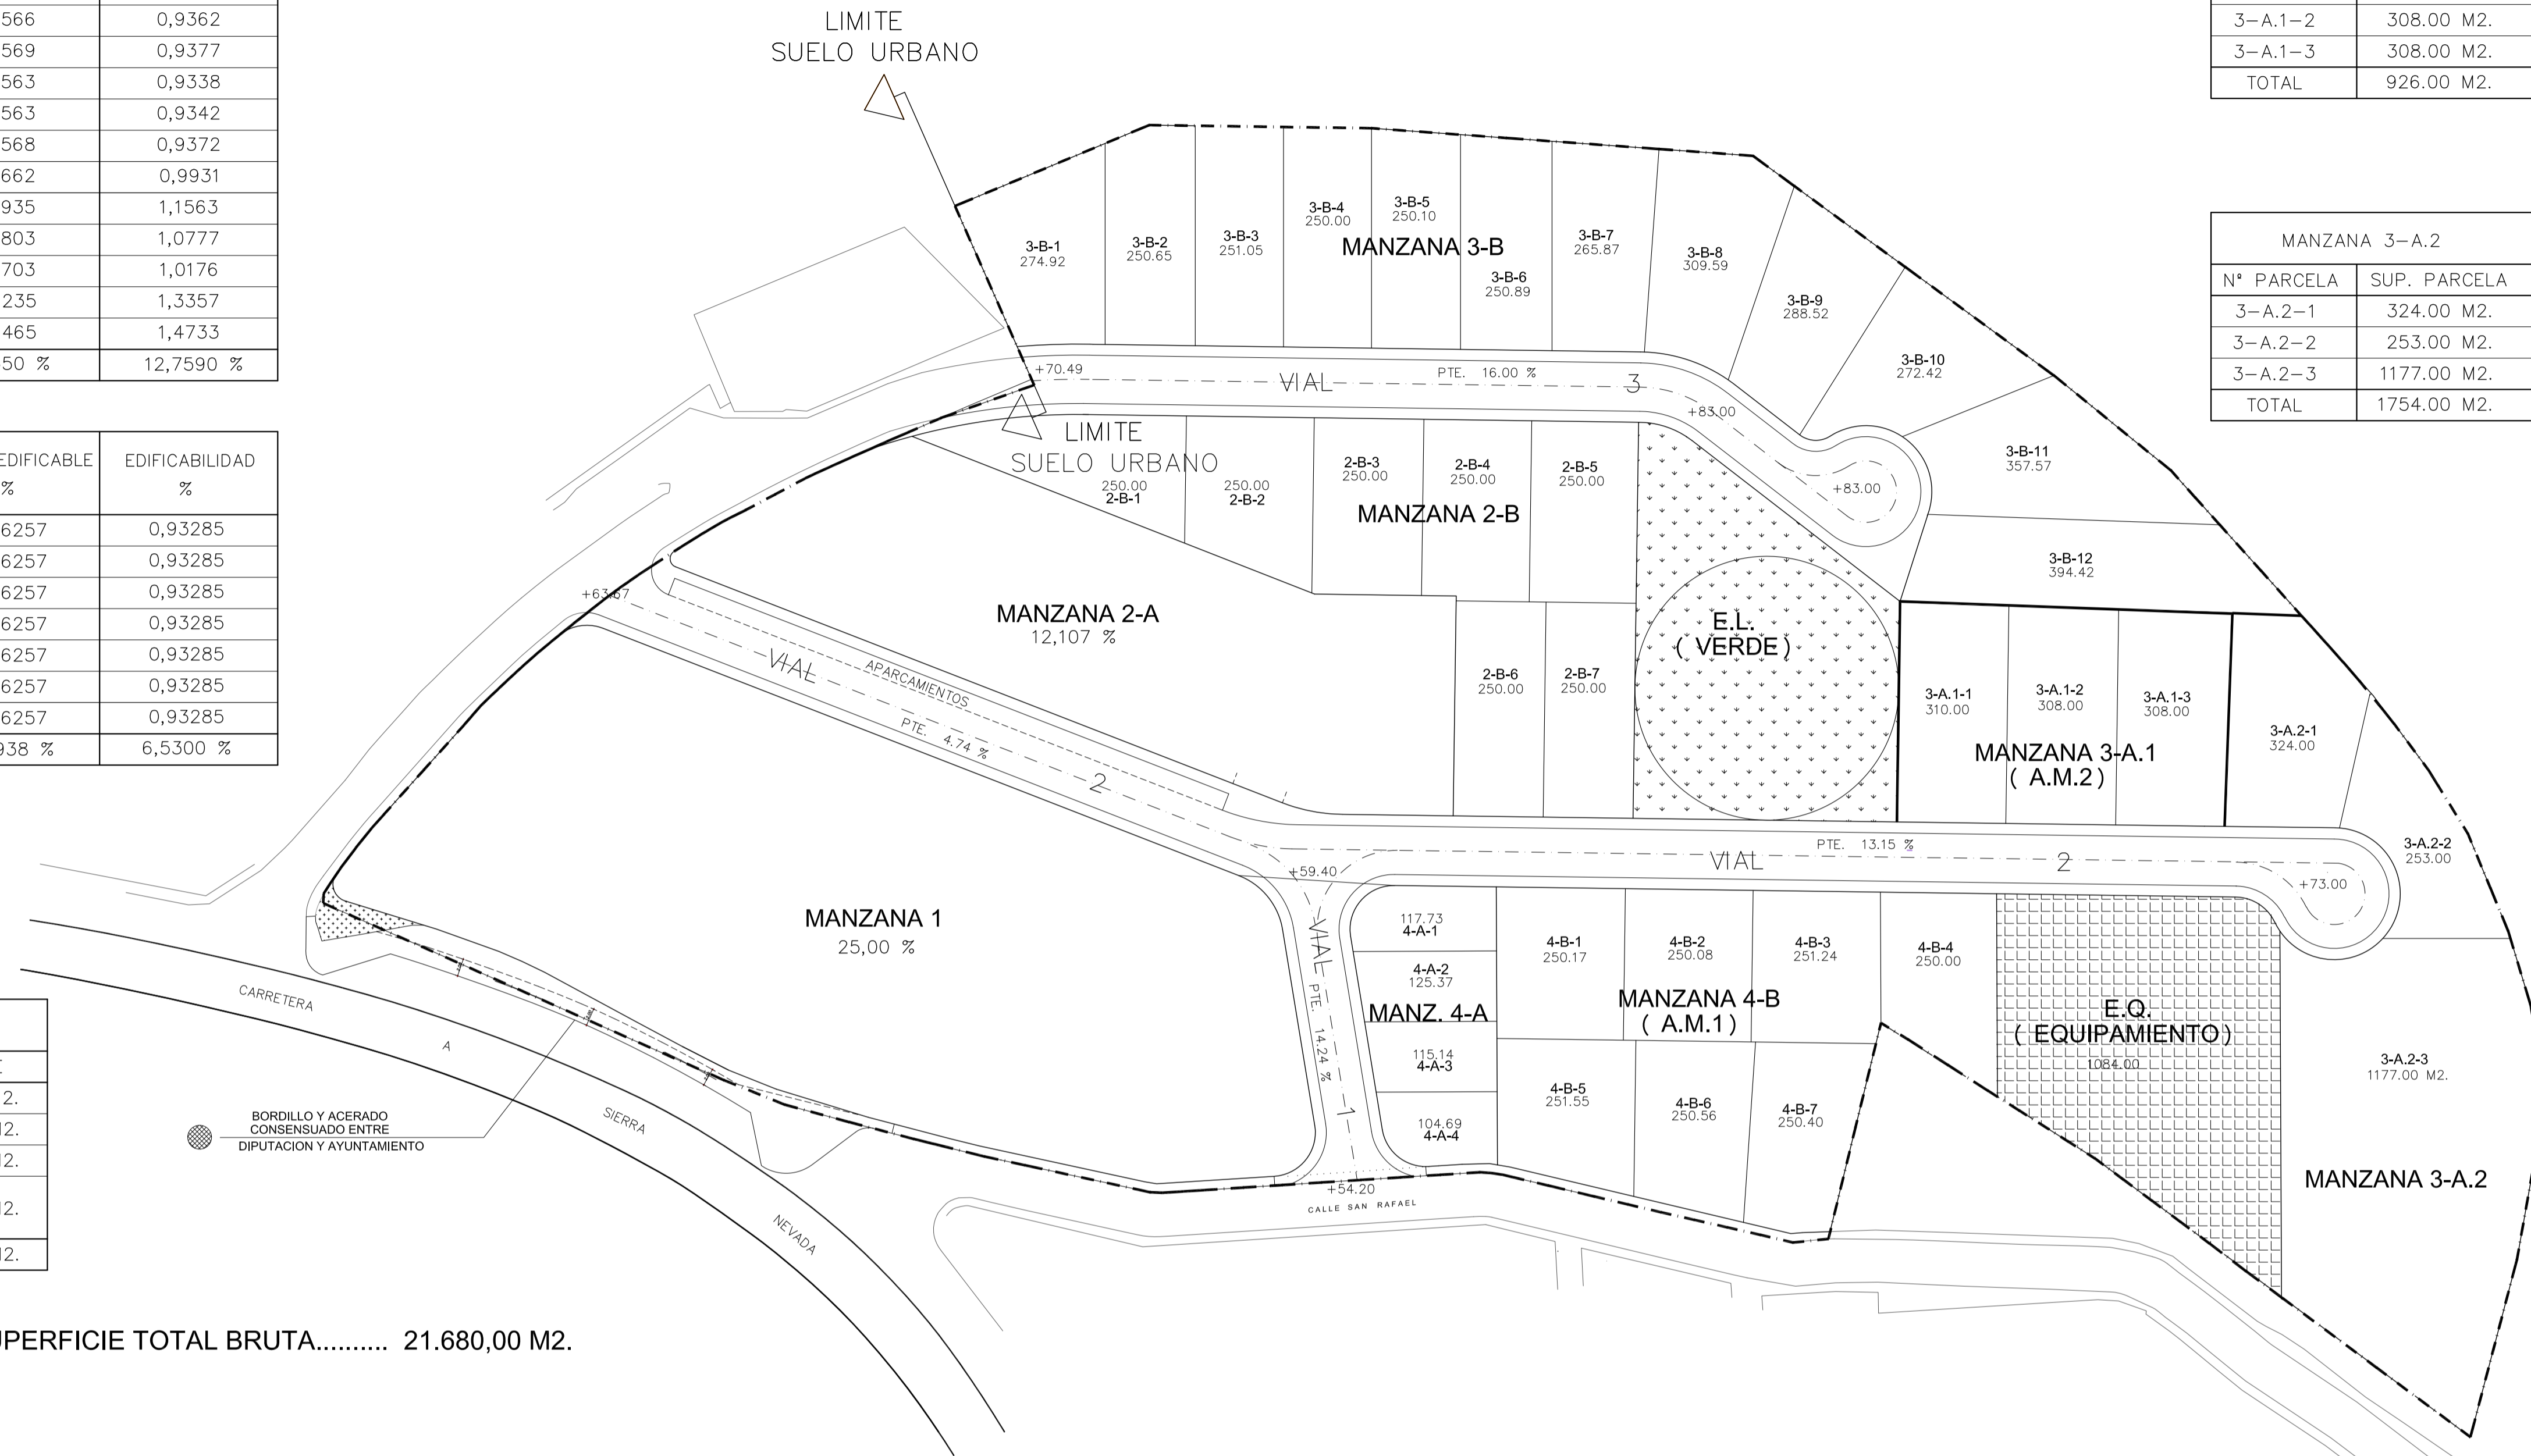 566 0,9362
569 0,9377
563 0,9338
563 0,9342
568 0,9372
662 0,9931
935 1,1563
803 1,0777
703 1,0176
235 1,3357
465 1,4733
50 % 12,7590 %
EDIFICABLE EDIFICABILIDAD
% %
6257 0,93285
6257 0,93285
6257 0,93285
6257 0,93285
6257 0,93285
6257 0,93285
6257 0,93285
938 % 6,5300 %
2.
M2.
M2.
M2.
M2.
LIMITE
SUELO URBANO
3-A.1-2 308.00 M2.
3-A.1-3 308.00 M2.
TOTAL 926.00 M2.
MANZANA 3-A.2
Nº PARCELA SUP. PARCELA
3-A.2-1 324.00 M2.
3-A.2-2 253.00 M2.
3-A.2-3 1177.00 M2.
TOTAL 1754.00 M2.
3-B-1
274.92
3-B-2
250.65
3-B-3
251.05
3-B-4
250.00
3-B-5
250.10
MANZANA 3-B
3-B-6
250.89
3-B-7
265.87
3-B-8
309.59
3-B-9
288.52
3-B-10
272.42
3-B-11
357.57
3-B-12
394.42
+70.49
VIAL 3
PTE. 16.00 %
+83.00
+83.00
LIMITE
SUELO URBANO
250.00
2-B-1
250.00
2-B-2
2-B-3
250.00
2-B-4
250.00
2-B-5
250.00
MANZANA 2-B
2-B-6
250.00
2-B-7
250.00
E.L.
( VERDE )
MANZANA 2-A
12,107 %
+63.67
VIAL 2
APARCAMIENTOS
PTE. 4.74 %
3-A.1-1
310.00
3-A.1-2
308.00
3-A.1-3
308.00
MANZANA 3-A.1
( A.M.2 )
3-A.2-1
324.00
3-A.2-2
253.00
VIAL 2
PTE. 13.15 %
+59.40
+73.00
MANZANA 1
25,00 %
VIAL 1
PTE. 14.24 %
117.73
4-A-1
4-A-2
125.37
MANZ. 4-A
115.14
4-A-3
104.69
4-A-4
4-B-1
250.17
4-B-2
250.08
4-B-3
251.24
4-B-4
250.00
MANZANA 4-B
( A.M.1 )
4-B-5
251.55
4-B-6
250.56
4-B-7
250.40
E.Q.
( EQUIPAMIENTO )
1084.00
3-A.2-3
1177.00 M2.
MANZANA 3-A.2
+54.20
CALLE SAN RAFAEL
CARRETERA
A
SIERRA
NEVADA
BORDILLO Y ACERADO
CONSENSUADO ENTRE
DIPUTACION Y AYUNTAMIENTO
UPERFICIE TOTAL BRUTA.......... 21.680,00 M2.